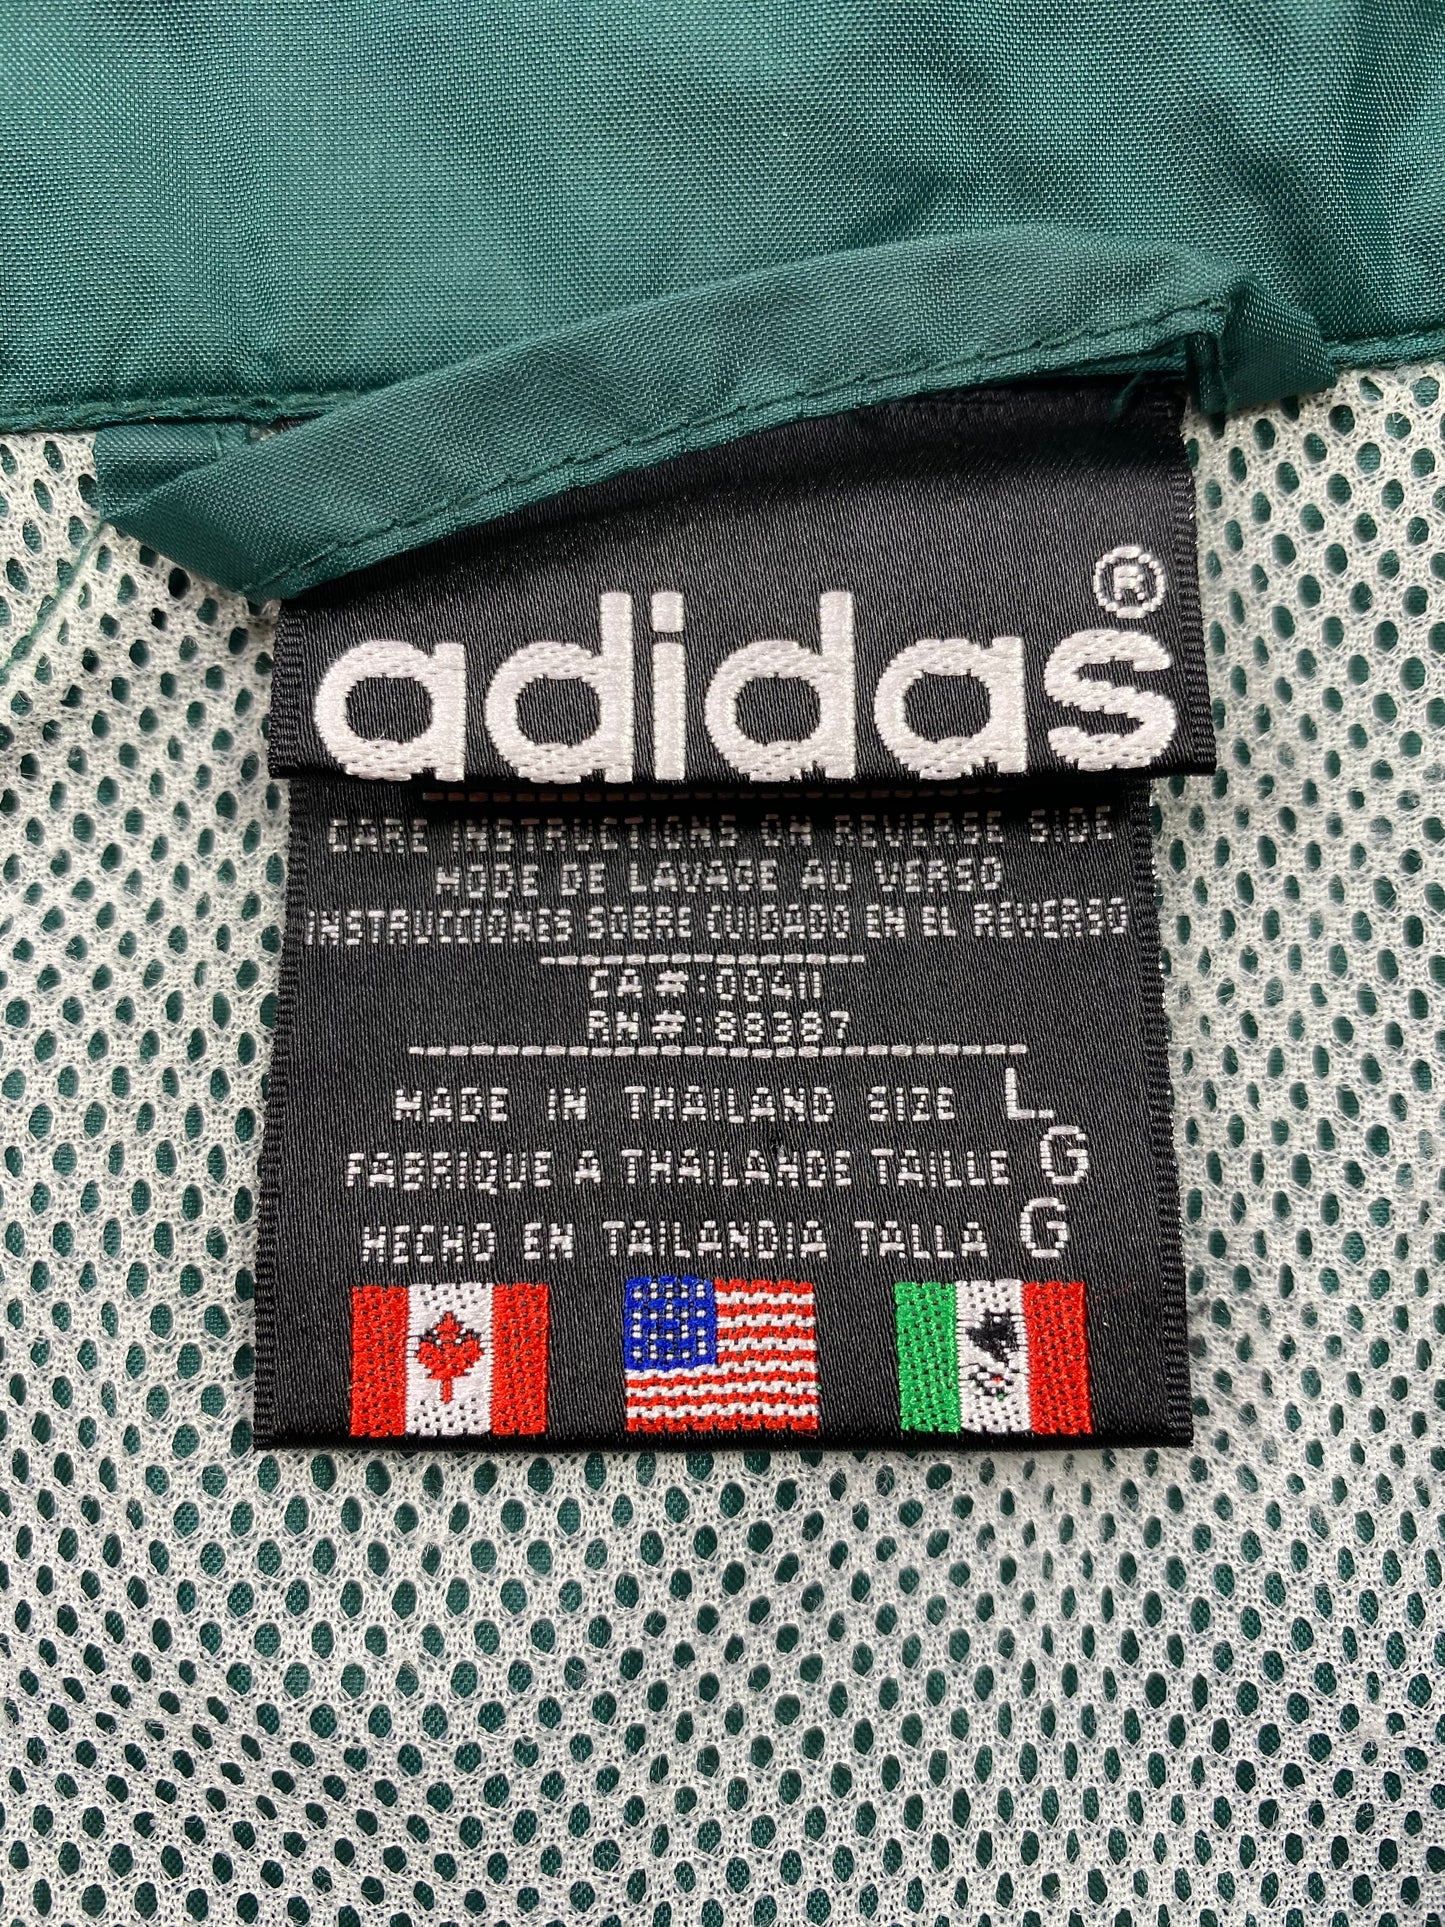 adidas®
CARE INSTRUCTIONS ON REVERSE SIDE
MODE DE LAVAGE AU VERSO
INSTRUCCIONES SOBRE CUIDADO EN EL REVERSO
CA#:00411
RN#:88387
MADE IN THAILAND SIZE L
FABRIQUE A THAILANDE TAILLE G
HECHO EN TAILANDIA TALLA G